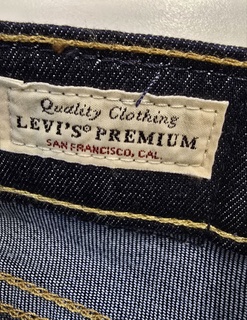 Quality Clothing
LEVI'S® PREMIUM
SAN FRANCISCO, CAL.